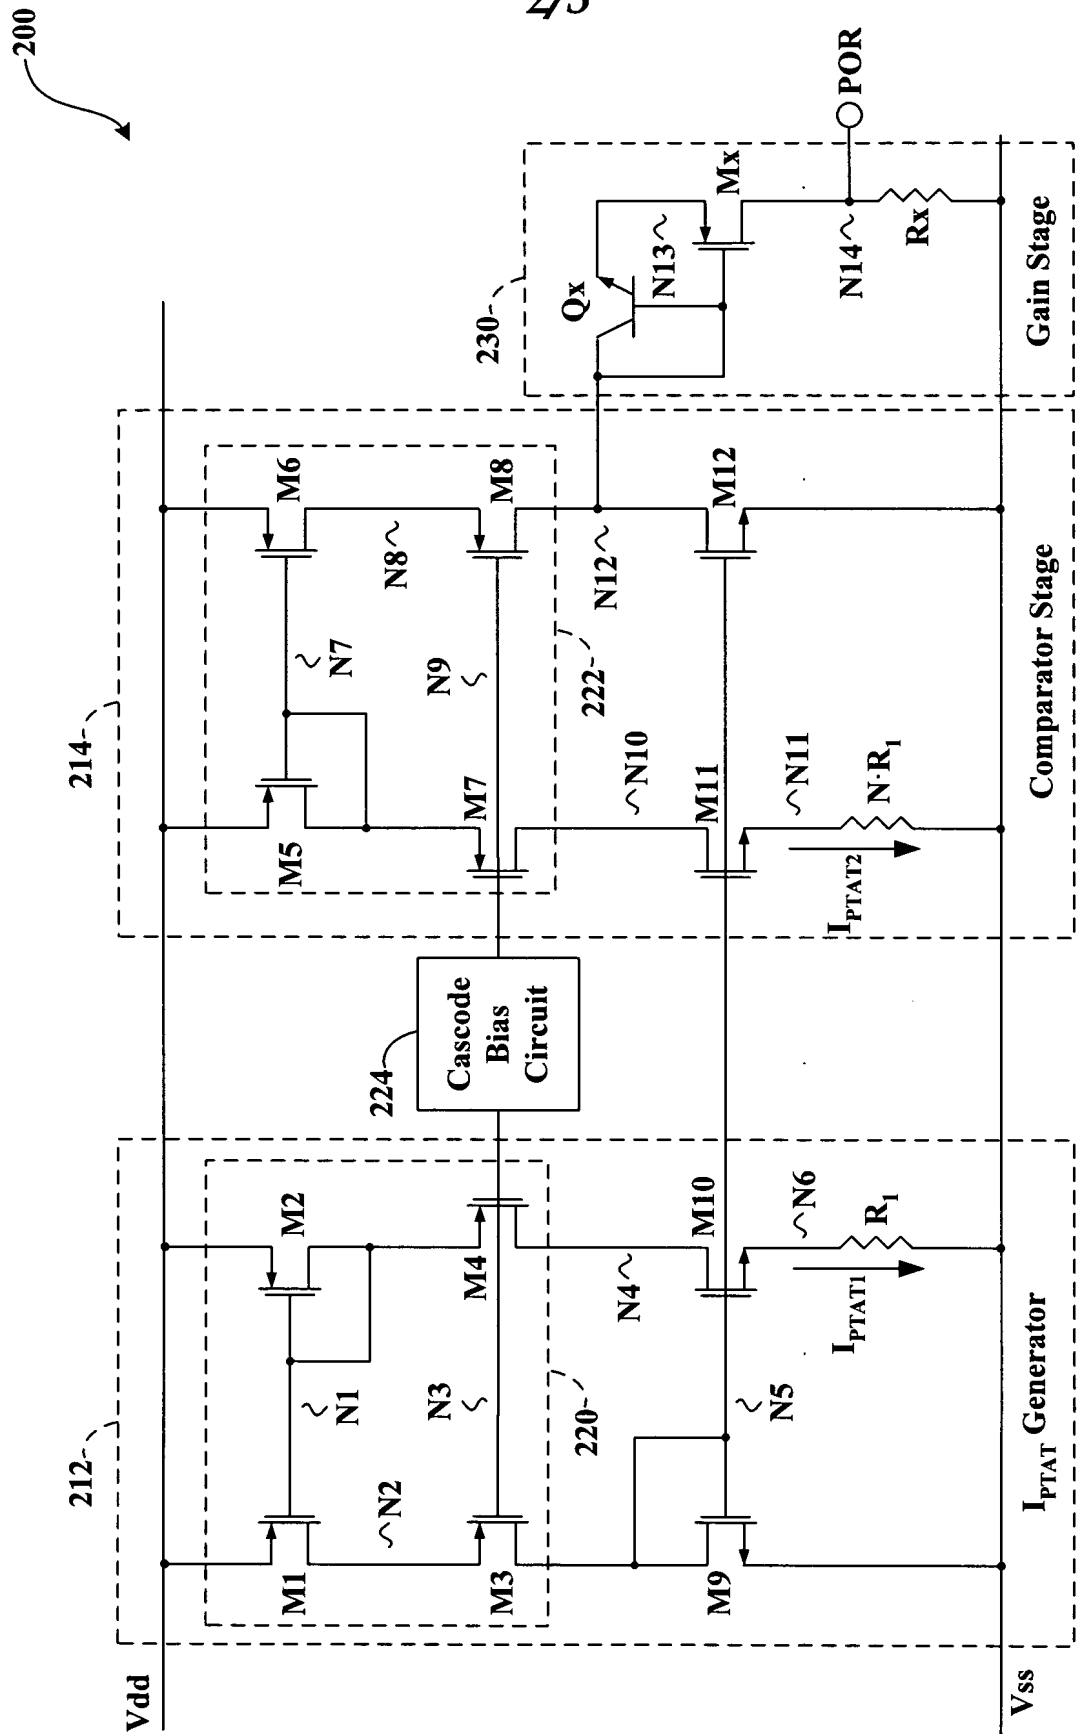 2/3
200
Vdd
Vss
212
M1
M2
N1
N2
M3
M4
N3
220
N4
M9
M10
N5
N6
R1
IPTAT1
IPTAT Generator
224
Cascode
Bias
Circuit
214
M5
M6
N7
N8
M7
M8
N9
222
N10
N12
M11
M12
N11
N·R1
IPTAT2
Comparator Stage
230
Qx
N13
Mx
N14
Rx
POR
Gain Stage